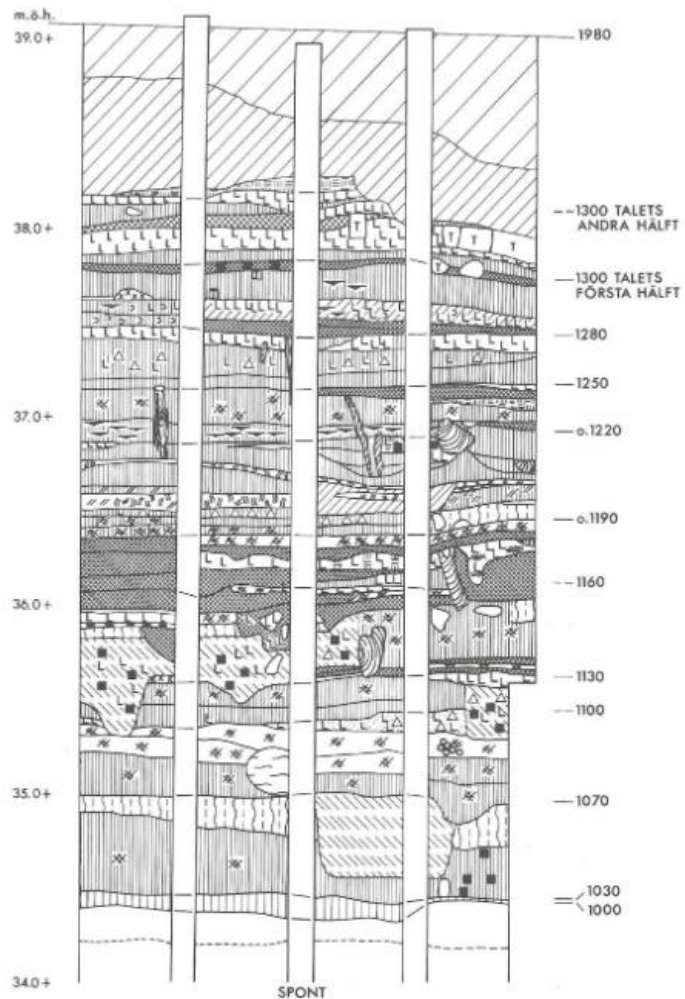 m.ö.h.
39.0+
1980
38.0+
1300 TALETS
ANDRA HÄLFT
1300 TALETS
FÖRSTA HÄLFT
1280
1250
37.0+
c.1220
c.1190
1160
36.0+
1130
1100
35.0+
1070
1030
1000
34.0+
SPONT